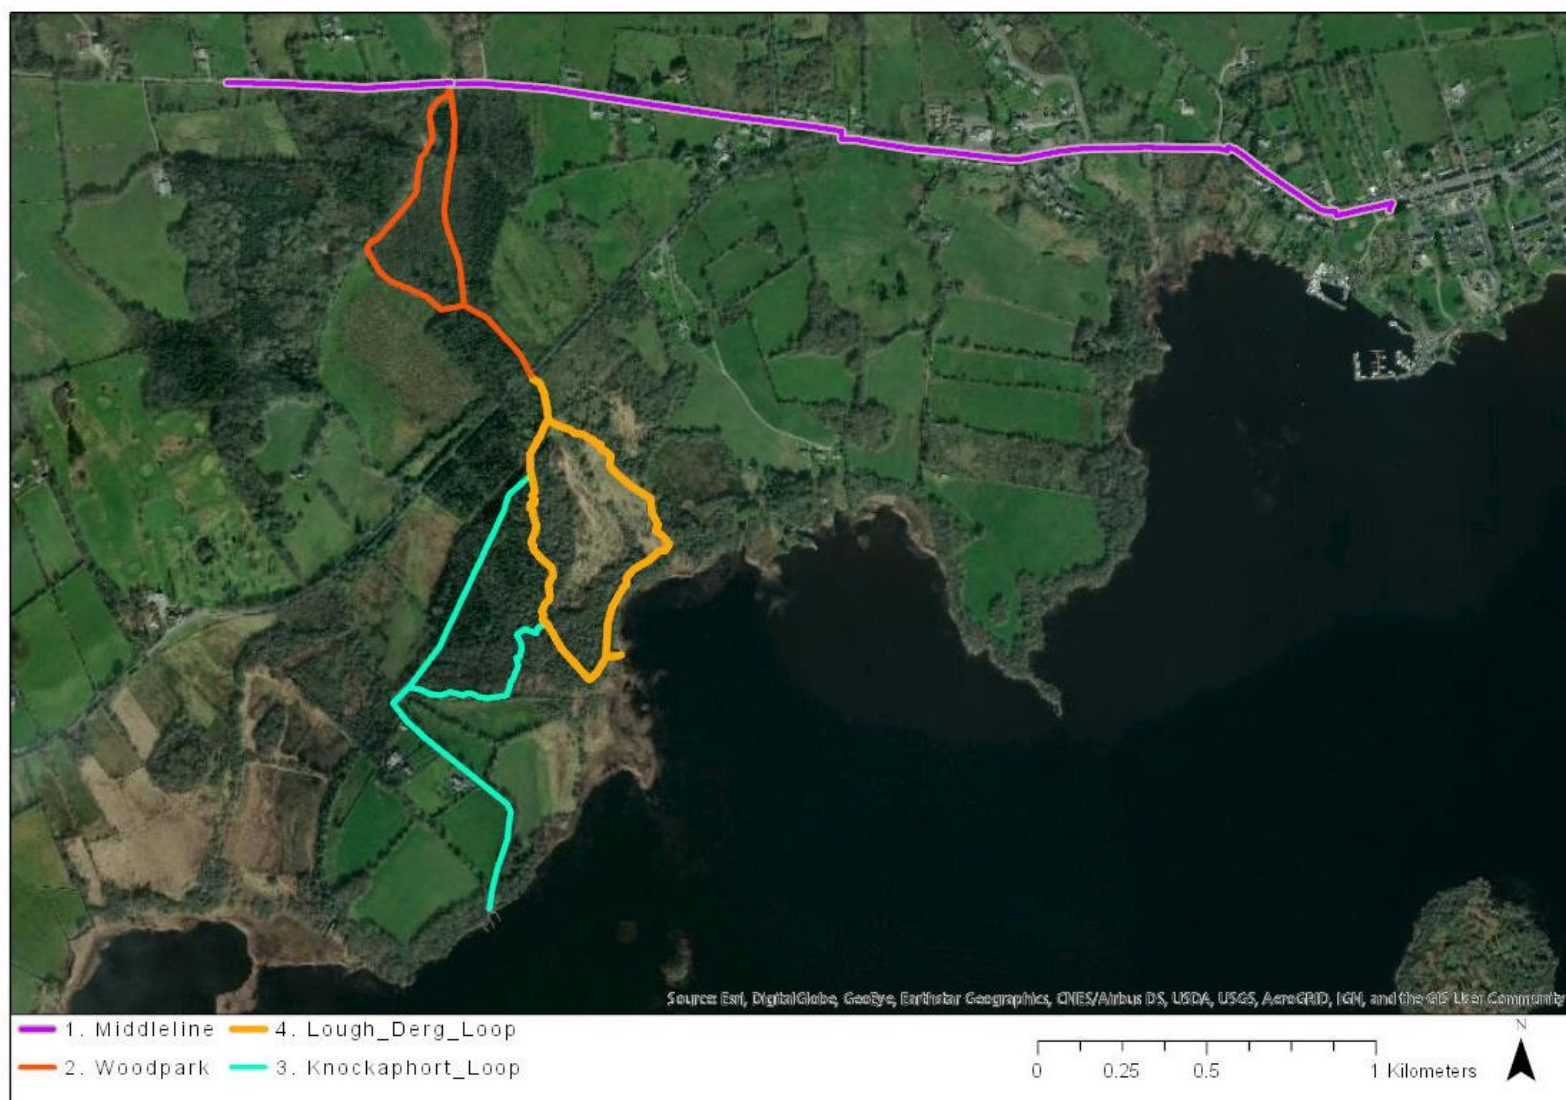 Source: Esri, DigitalGlobe, GeoEye, Earthstar Geographics, CNES/Airbus DS, USDA, USGS, AeroGRID, IGN, and the GIS User Community
1. Middleline 4. Lough_Derg_Loop
2. Woodpark 3. Knockaphort_Loop
N
0 0.25 0.5 1 Kilometers